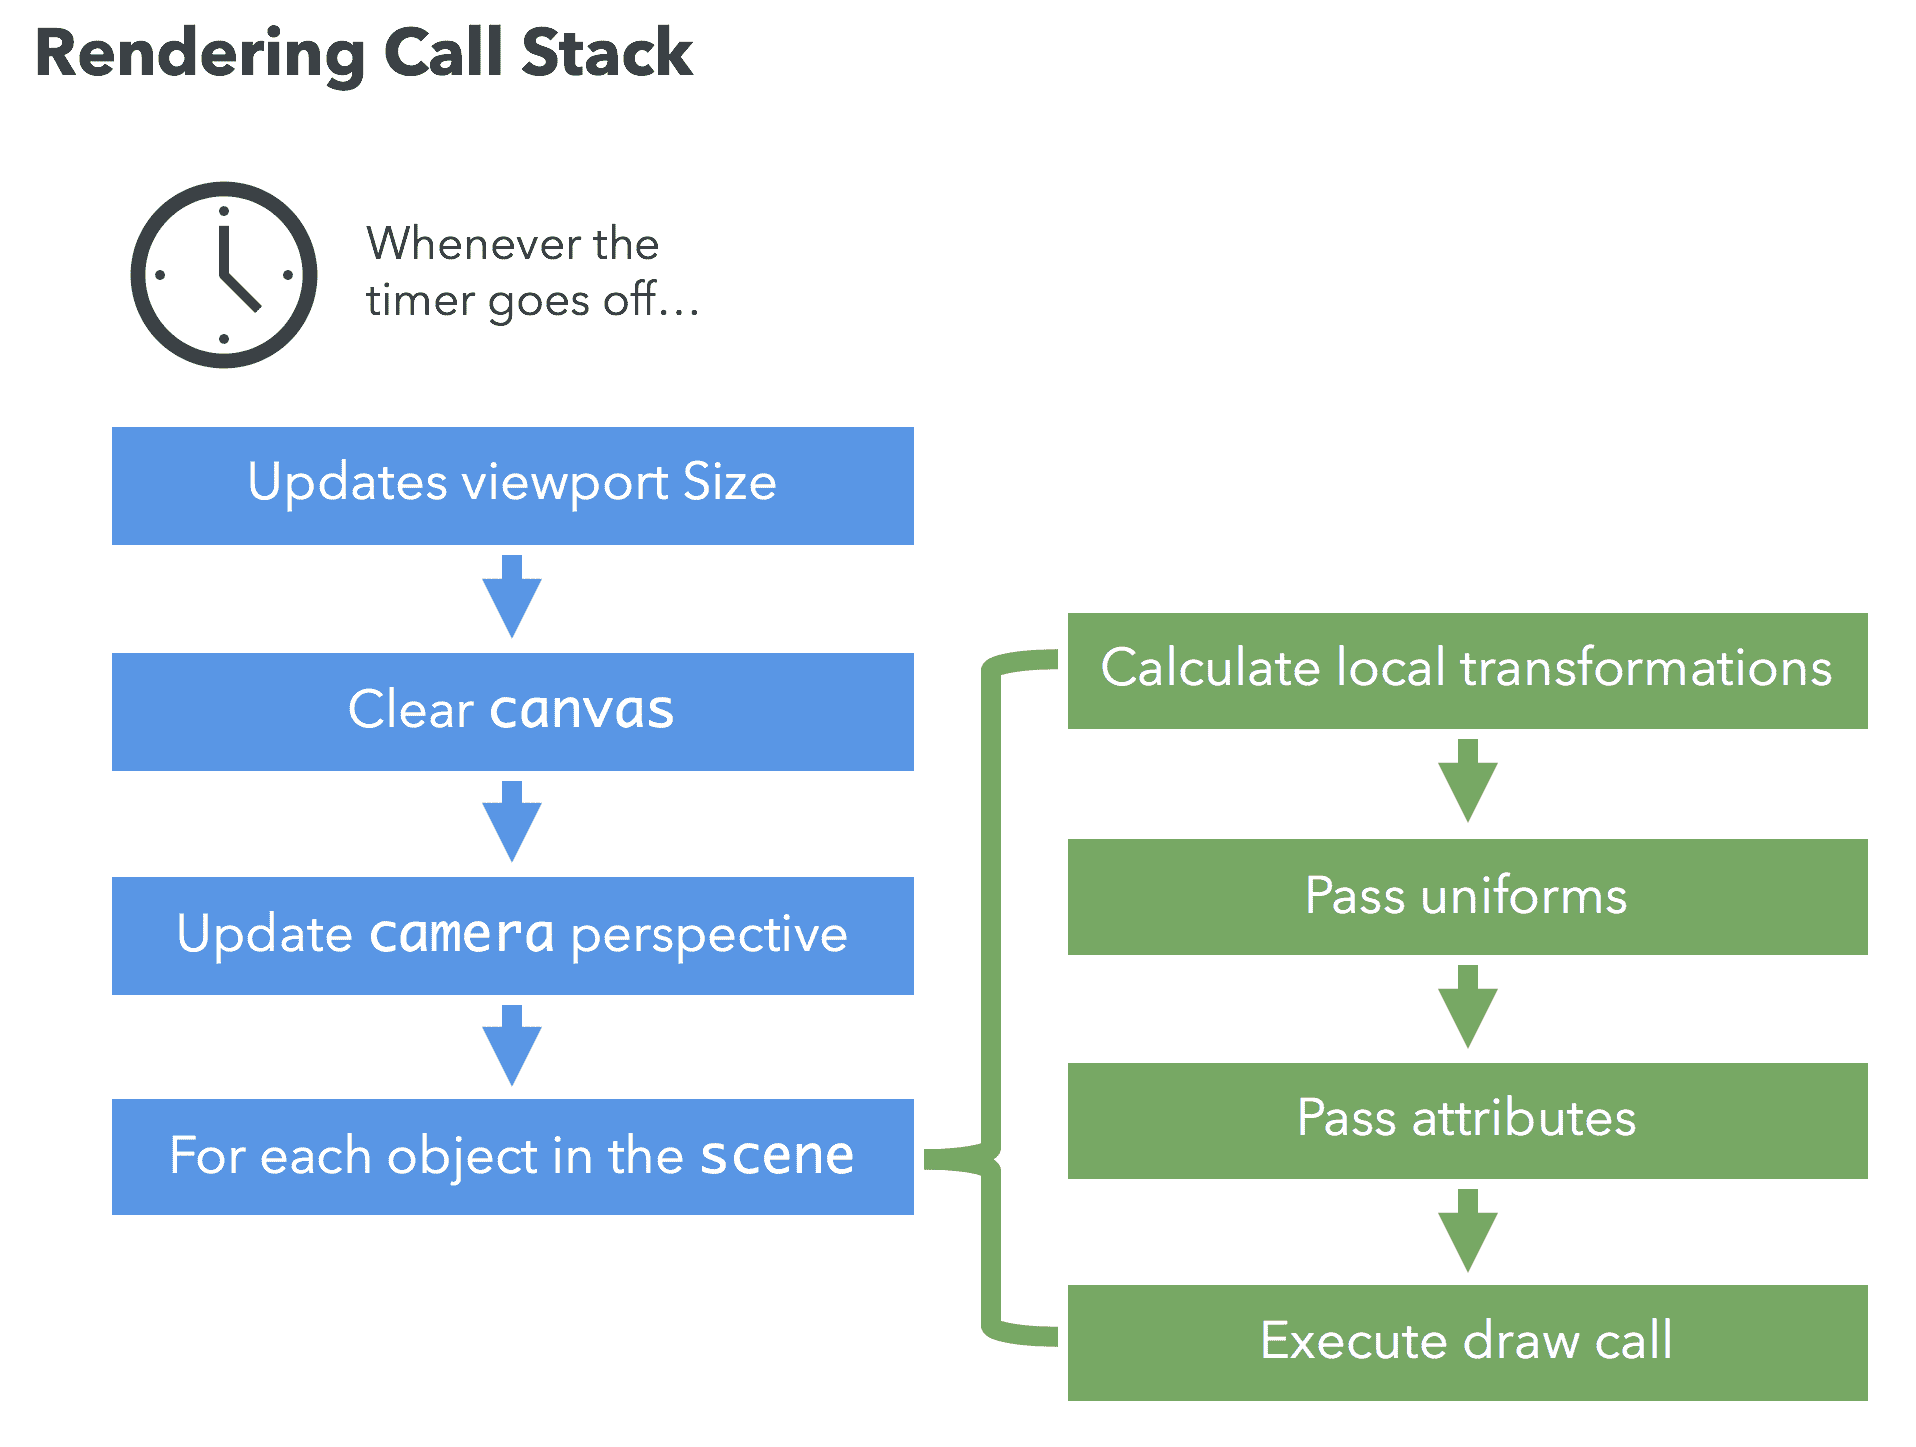 Rendering Call Stack
Whenever the
timer goes off...
Updates viewport Size
Clear canvas
Update camera perspective
For each object in the scene
Calculate local transformations
Pass uniforms
Pass attributes
Execute draw call